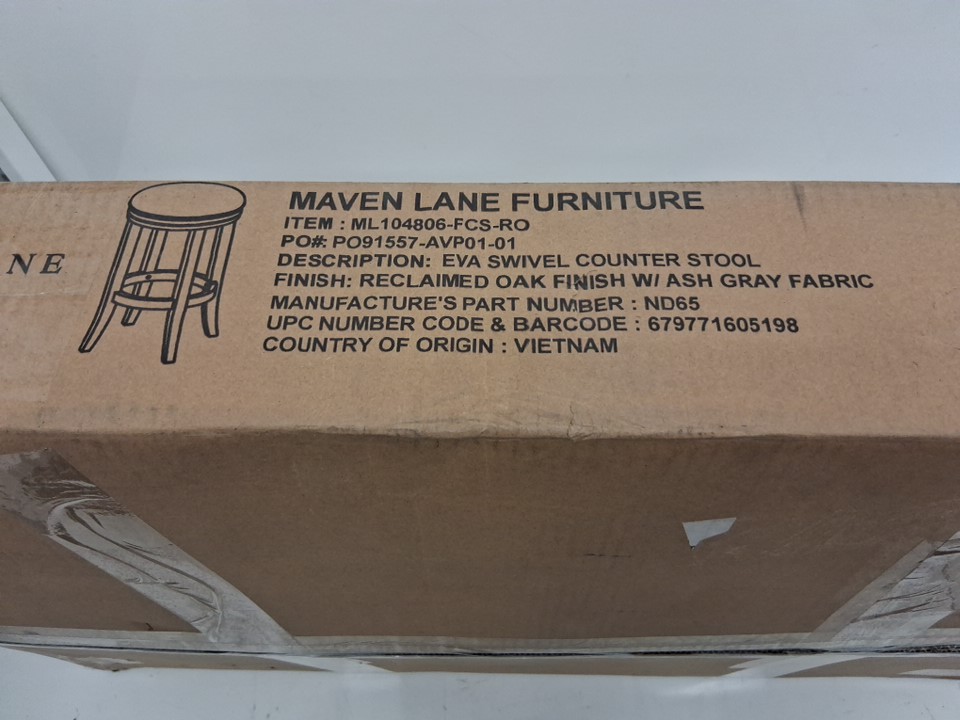 NE
MAVEN LANE FURNITURE
ITEM : ML104806-FCS-RO
PO#: PO91557-AVP01-01
DESCRIPTION: EYA SWIVEL COUNTER STOOL
FINISH: RECLAIMED OAK FINISH W/ ASH GRAY FABRIC
MANUFACTURE'S PART NUMBER : ND65
UPC NUMBER CODE & BARCODE : 679771605198
COUNTRY OF ORIGIN : VIETNAM